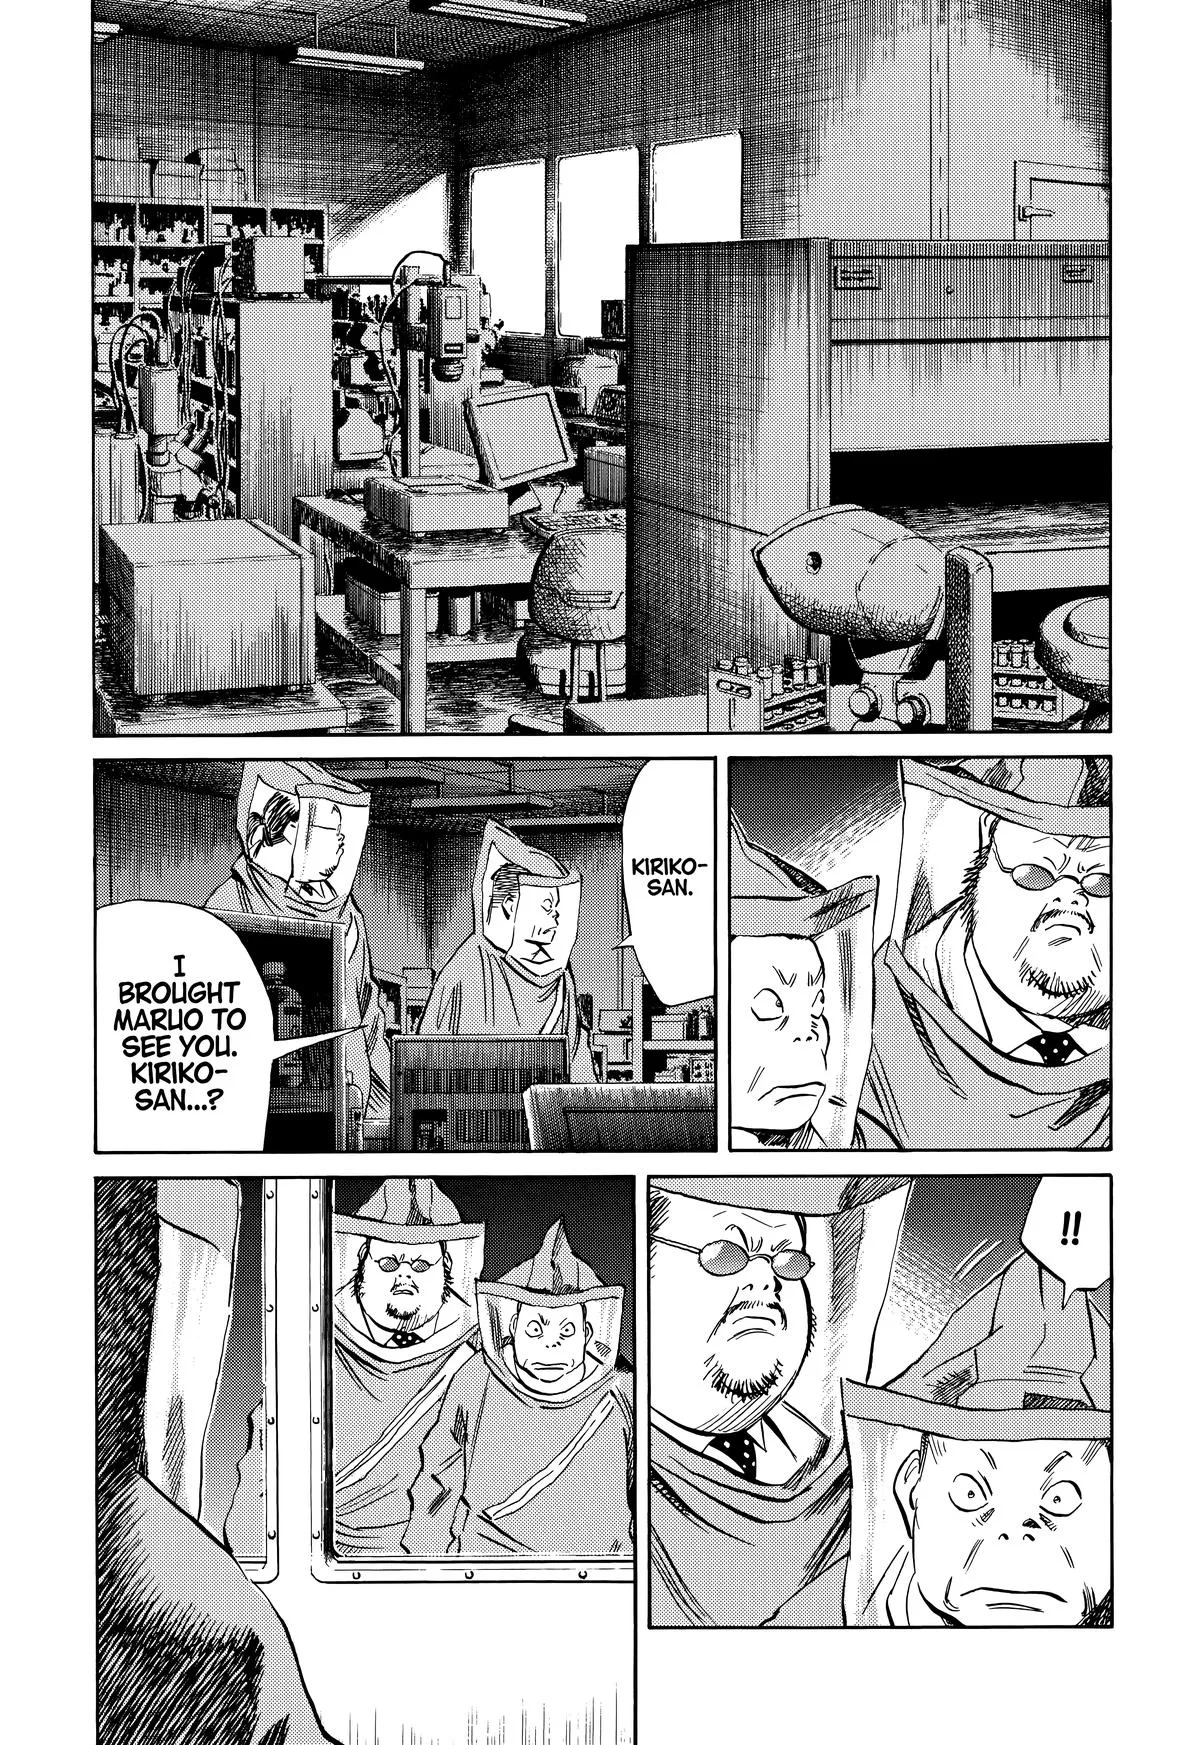 KIRIKO-
SAN.
I
BROUGHT
MARUO TO
SEE YOU.
KIRIKO-
SAN...?
!!